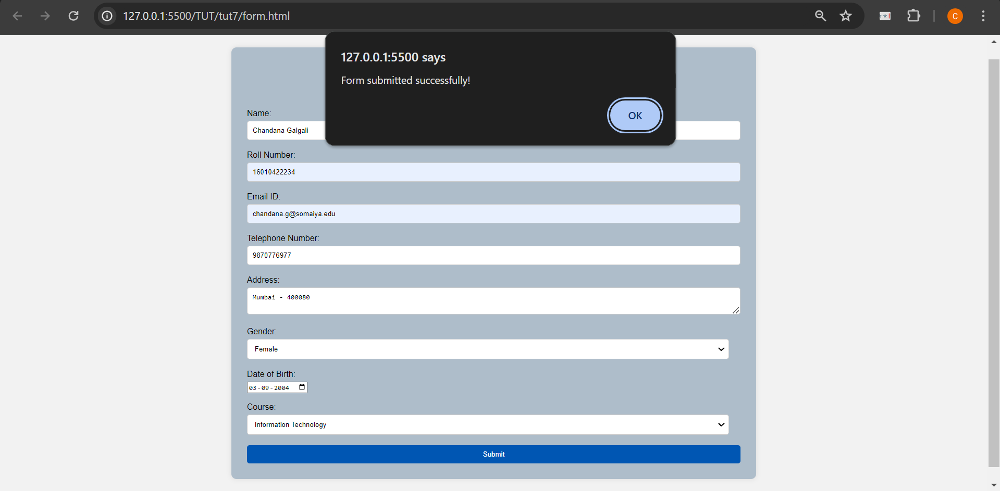 127.0.0.1:5500/TUT/tut7/form.html
C
127.0.0.1:5500 says
Form submitted successfully!
OK
Name:
Chandana Galgali
Roll Number:
16010422234
Email ID:
chandana.g@somaiya.edu
Telephone Number:
9870776977
Address:
Mumbai - 400080
Gender:
Female
Date of Birth:
03-09-2004
Course:
Information Technology
Submit